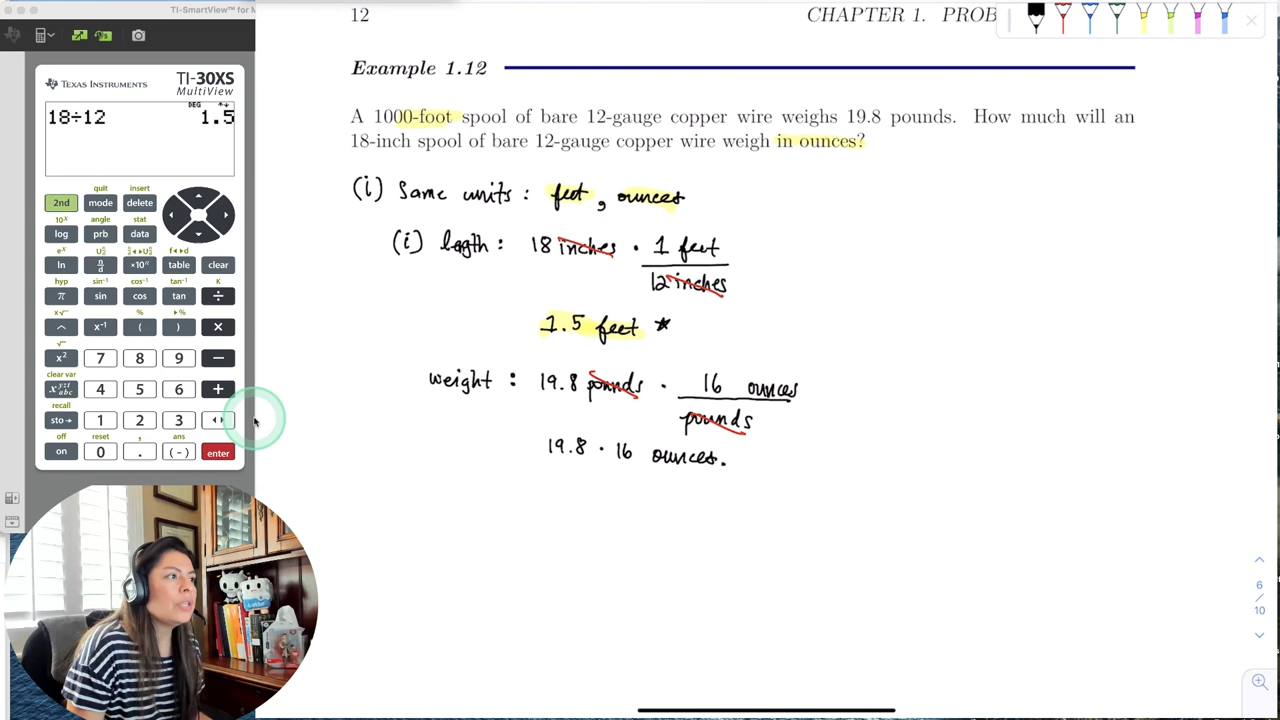 TI-SmartView™ for M
12
CHAPTER 1. PROB
Example 1.12
A 1000-foot spool of bare 12-gauge copper wire weighs 19.8 pounds. How much will an
18-inch spool of bare 12-gauge copper wire weigh in ounces?
(i) Same units: feet, ounces
(i) length: 18 inches · 1 feet
12 inches
1.5 feet *
weight: 19.8 pounds · 16 ounces
pounds
19.8 · 16 ounces.
TEXAS INSTRUMENTS TI-30XS
MultiView
DEG
18÷12 1.5
quit insert
2nd mode delete
10ˣ angle stat
log prb data
eˣ f◄►d
ln n/d ×10ⁿ table clear
hyp sin⁻¹ cos⁻¹ tan⁻¹ K
π sin cos tan ÷
ˣ√ % ►%
^ x⁻¹ ( ) ×
√
x² 7 8 9 −
clear var
x yzt abc 4 5 6 +
recall
sto→ 1 2 3 ◄►
off reset , ans
on 0 . (−) enter
6
/
10